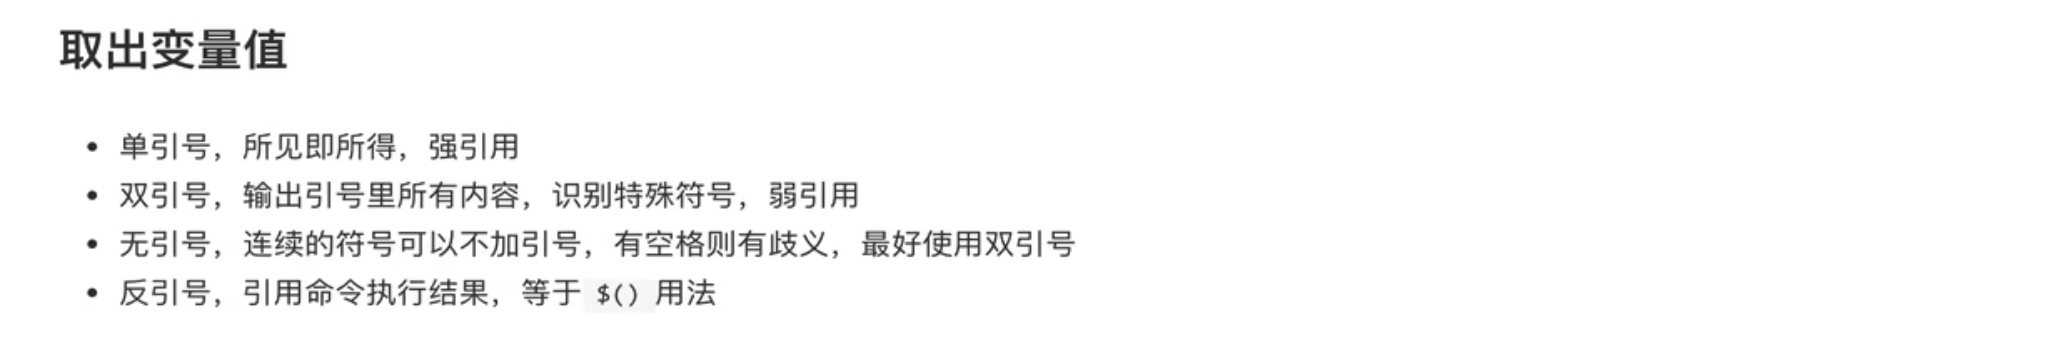 取出变量值
• 单引号，所见即所得，强引用
• 双引号，输出引号里所有内容，识别特殊符号，弱引用
• 无引号，连续的符号可以不加引号，有空格则有歧义，最好使用双引号
• 反引号，引用命令执行结果，等于 $() 用法